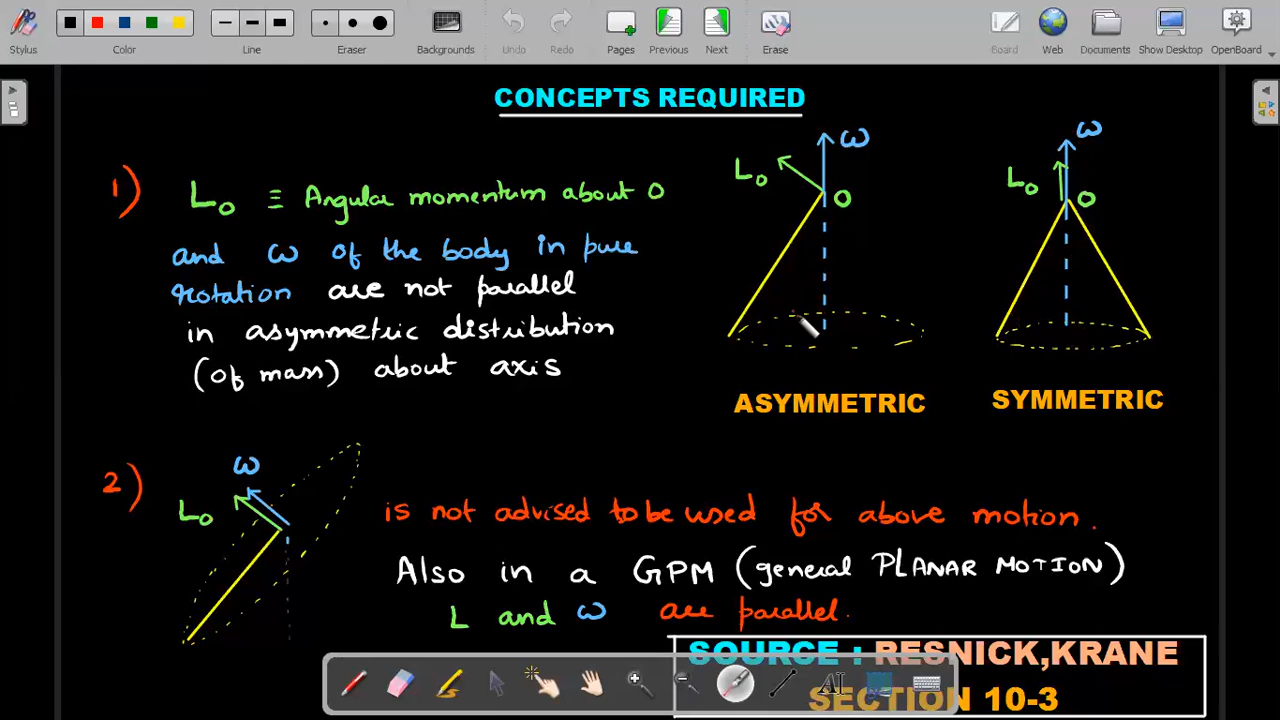 Stylus
Color
Line
Eraser
Backgrounds
Undo
Redo
Pages
Previous
Next
Erase
Board
Web
Documents
Show Desktop
OpenBoard
CONCEPTS REQUIRED
1)
L₀ ≡ Angular momentum about O
and ω of the body in pure
rotation are not parallel
in asymmetric distribution
(of mass) about axis
ω
L₀
O
ASYMMETRIC
ω
L₀
O
SYMMETRIC
2)
ω
L₀
is not advised to be used for above motion.
Also in a GPM (general PLANAR MOTION)
L and ω are parallel.
SOURCE : RESNICK,KRANE
SECTION 10-3